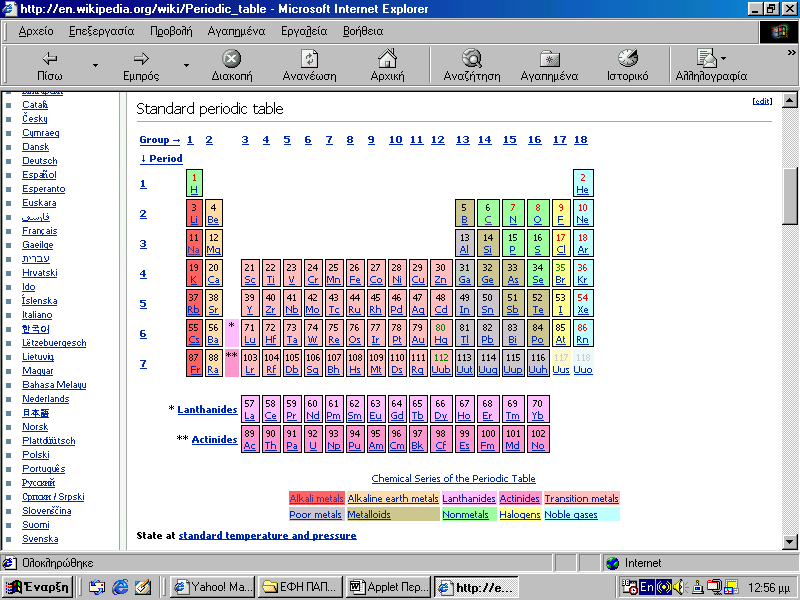 http://en.wikipedia.org/wiki/Periodic_table - Microsoft Internet Explorer
Αρχείο Επεξεργασία Προβολή Αγαπημένα Εργαλεία Βοήθεια
Πίσω Εμπρός Διακοπή Ανανέωση Αρχική Αναζήτηση Αγαπημένα Ιστορικό Αλληλογραφία
Català
Česky
Cymraeg
Dansk
Deutsch
Español
Esperanto
Euskara
فارسی
Français
Gaeilge
עברית
Hrvatski
Ido
Íslenska
Italiano
한국어
Lëtzebuergesch
Lietuvių
Magyar
Bahasa Melayu
Nederlands
日本語
Norsk
Plattdüütsch
Polski
Português
Русский
Српски / Srpski
Slovenščina
Suomi
Svenska
Standard periodic table [edit]
Group → 1 2 3 4 5 6 7 8 9 10 11 12 13 14 15 16 17 18
↓ Period
1 1 2
H He
2 3 4 5 6 7 8 9 10
Li Be B C N O F Ne
3 11 12 13 14 15 16 17 18
Na Mg Al Si P S Cl Ar
4 19 20 21 22 23 24 25 26 27 28 29 30 31 32 33 34 35 36
K Ca Sc Ti V Cr Mn Fe Co Ni Cu Zn Ga Ge As Se Br Kr
5 37 38 39 40 41 42 43 44 45 46 47 48 49 50 51 52 53 54
Rb Sr Y Zr Nb Mo Tc Ru Rh Pd Ag Cd In Sn Sb Te I Xe
6 55 56 * 71 72 73 74 75 76 77 78 79 80 81 82 83 84 85 86
Cs Ba Lu Hf Ta W Re Os Ir Pt Au Hg Tl Pb Bi Po At Rn
7 87 88 ** 103 104 105 106 107 108 109 110 111 112 113 114 115 116 117 118
Fr Ra Lr Rf Db Sg Bh Hs Mt Ds Rg Uub Uut Uuq Uup Uuh Uus Uuo
* Lanthanides 57 58 59 60 61 62 63 64 65 66 67 68 69 70
La Ce Pr Nd Pm Sm Eu Gd Tb Dy Ho Er Tm Yb
** Actinides 89 90 91 92 93 94 95 96 97 98 99 100 101 102
Ac Th Pa U Np Pu Am Cm Bk Cf Es Fm Md No
Chemical Series of the Periodic Table
Alkali metals Alkaline earth metals Lanthanides Actinides Transition metals
Poor metals Metalloids Nonmetals Halogens Noble gases
State at standard temperature and pressure
Ολοκληρώθηκε Internet
Έναρξη Yahoo! Ma... ΕΦΗ ΠΑΠ... Applet Περ... http://e... En 12:56 μμ